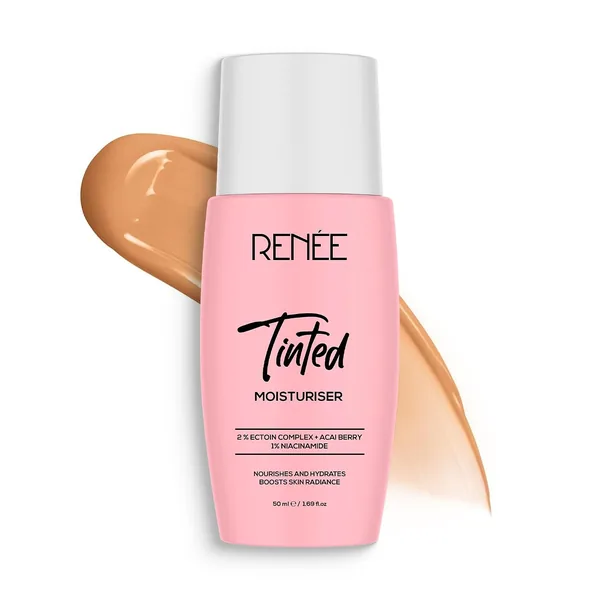 RENÉE
Tinted
MOISTURISER
2 % ECTOIN COMPLEX + ACAI BERRY
1% NIACINAMIDE
NOURISHES AND HYDRATES
BOOSTS SKIN RADIANCE
50 ml ℮ / 1.69 fl.oz